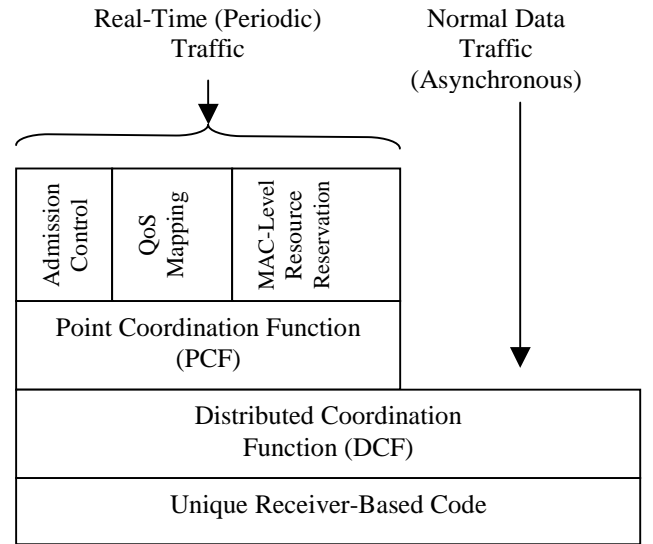 Real-Time (Periodic)
Traffic
Normal Data
Traffic
(Asynchronous)
Admission
Control
QoS
Mapping
MAC-Level
Resource
Reservation
Point Coordination Function
(PCF)
Distributed Coordination
Function (DCF)
Unique Receiver-Based Code